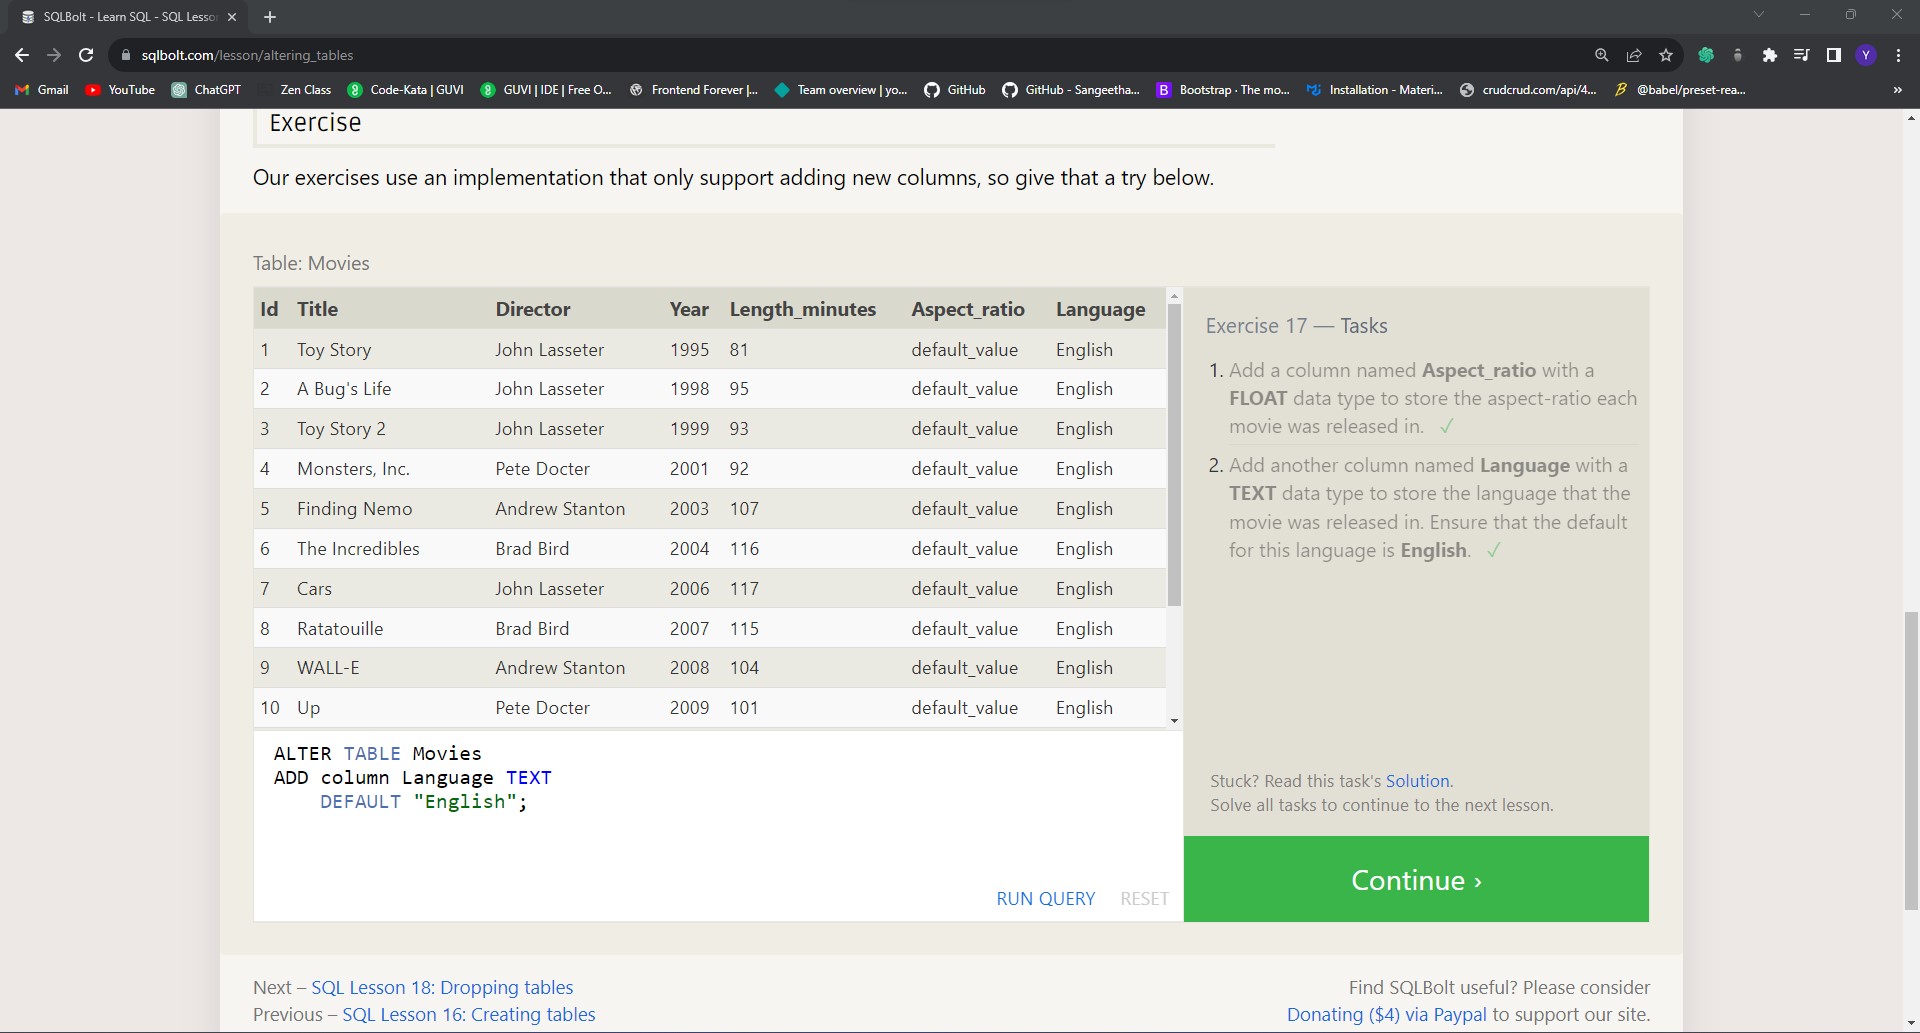 SQLBolt - Learn SQL - SQL Lesso
sqlbolt.com/lesson/altering_tables
Y
Gmail YouTube ChatGPT Zen Class Code-Kata | GUVI GUVI | IDE | Free O... Frontend Forever |... Team overview | yo... GitHub GitHub - Sangeetha... Bootstrap · The mo... Installation - Materi... crudcrud.com/api/4... @babel/preset-rea... »
Exercise
Our exercises use an implementation that only support adding new columns, so give that a try below.
Table: Movies
Id Title Director Year Length_minutes Aspect_ratio Language
1 Toy Story John Lasseter 1995 81 default_value English
2 A Bug's Life John Lasseter 1998 95 default_value English
3 Toy Story 2 John Lasseter 1999 93 default_value English
4 Monsters, Inc. Pete Docter 2001 92 default_value English
5 Finding Nemo Andrew Stanton 2003 107 default_value English
6 The Incredibles Brad Bird 2004 116 default_value English
7 Cars John Lasseter 2006 117 default_value English
8 Ratatouille Brad Bird 2007 115 default_value English
9 WALL-E Andrew Stanton 2008 104 default_value English
10 Up Pete Docter 2009 101 default_value English
ALTER TABLE Movies
ADD column Language TEXT
DEFAULT "English";
RUN QUERY RESET
Exercise 17 — Tasks
1. Add a column named Aspect_ratio with a
FLOAT data type to store the aspect-ratio each
movie was released in. ✓
2. Add another column named Language with a
TEXT data type to store the language that the
movie was released in. Ensure that the default
for this language is English. ✓
Stuck? Read this task's Solution.
Solve all tasks to continue to the next lesson.
Continue ›
Next – SQL Lesson 18: Dropping tables
Previous – SQL Lesson 16: Creating tables
Find SQLBolt useful? Please consider
Donating ($4) via Paypal to support our site.